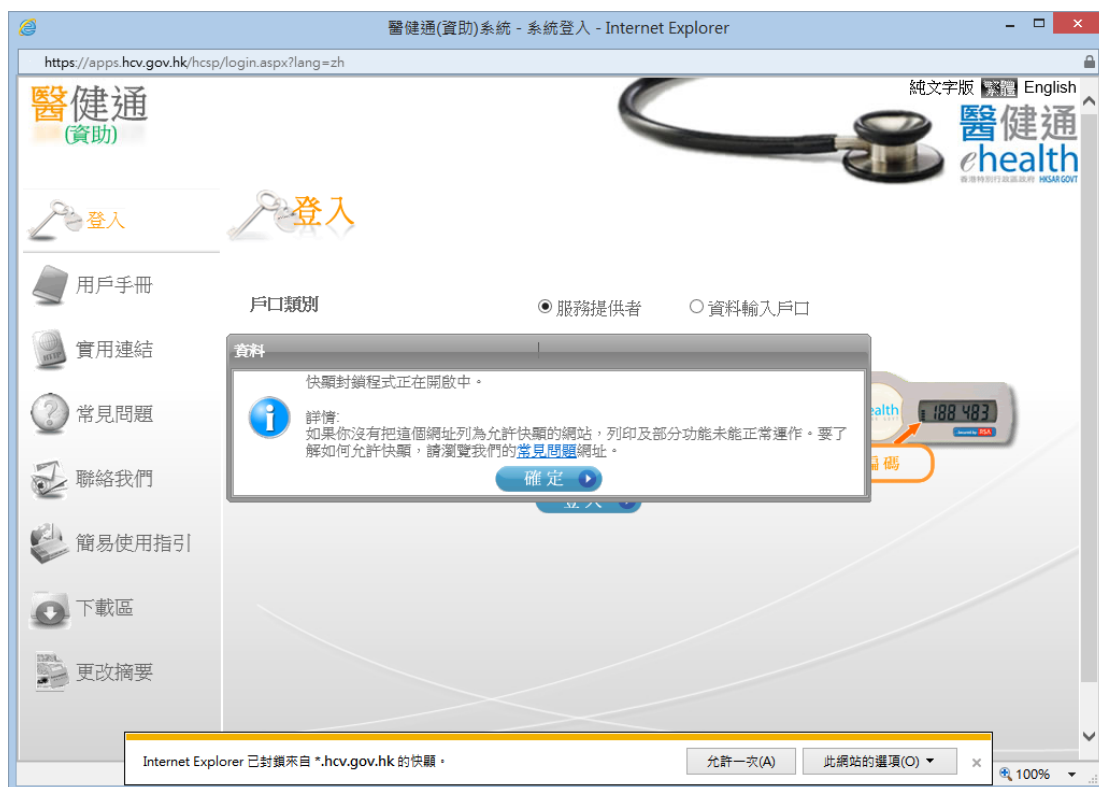 醫健通(資助)系統 - 系統登入 - Internet Explorer
https://apps.hcv.gov.hk/hcsp/login.aspx?lang=zh
純文字版 繁體 English
醫健通
(資助)
醫健通
ehealth
香港特別行政區政府 HKSAR GOVT
登入
登入
用戶手冊
戶口類別
服務提供者
資料輸入戶口
實用連結
資料
快顯封鎖程式正在開啟中。
常見問題
詳情:
如果你沒有把這個網址列為允許快顯的網站,列印及部分功能未能正常運作。要了
解如何允許快顯,請瀏覽我們的常見問題網址。
ealth
188 483
碼
聯絡我們
確定
登入
簡易使用指引
下載區
更改摘要
Internet Explorer 已封鎖來自 *.hcv.gov.hk 的快顯。
允許一次(A)
此網站的選項(O)
100%